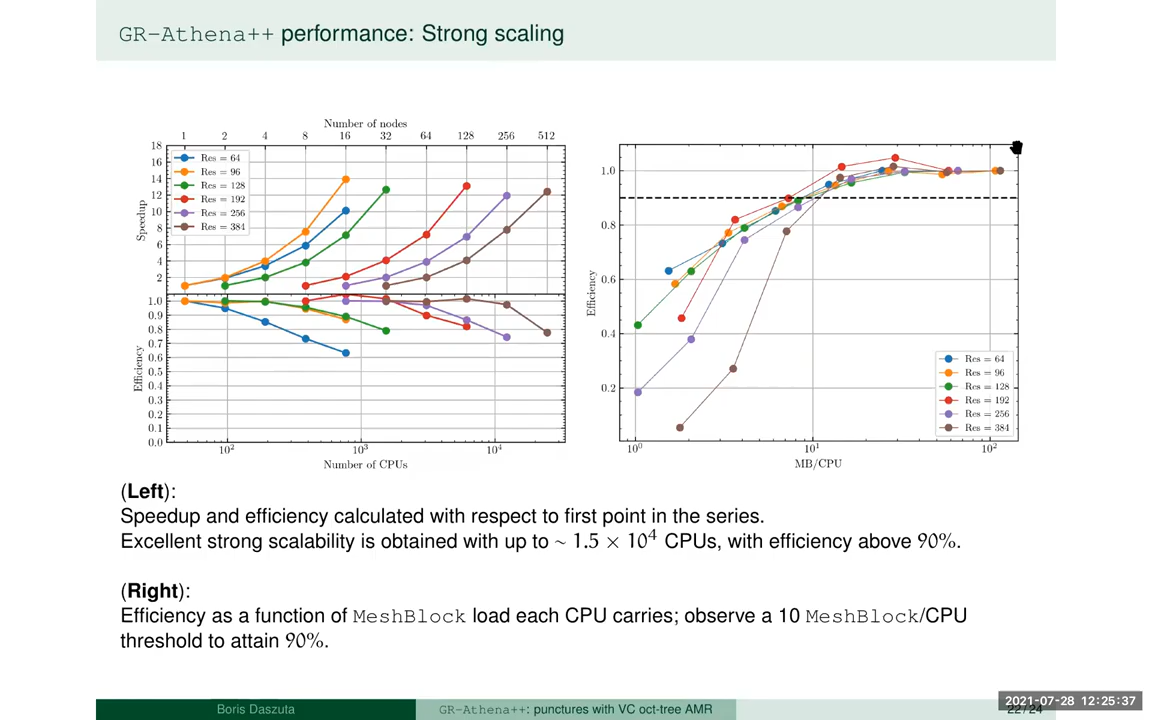 GR-Athena++ performance: Strong scaling
Number of nodes
1 2 4 8 16 32 64 128 256 512
18
16
14
12
10
8
6
4
2
Speedup
Res = 64
Res = 96
Res = 128
Res = 192
Res = 256
Res = 384
1.0
0.9
0.8
0.7
0.6
0.5
0.4
0.3
0.2
0.1
0.0
Efficiency
10² 10³ 10⁴
Number of CPUs
1.0
0.8
0.6
0.4
0.2
Efficiency
Res = 64
Res = 96
Res = 128
Res = 192
Res = 256
Res = 384
10⁰ 10¹ 10²
MB/CPU
(Left):
Speedup and efficiency calculated with respect to first point in the series.
Excellent strong scalability is obtained with up to ~ 1.5 × 10⁴ CPUs, with efficiency above 90%.
(Right):
Efficiency as a function of MeshBlock load each CPU carries; observe a 10 MeshBlock/CPU
threshold to attain 90%.
Boris Daszuta GR-Athena++: punctures with VC oct-tree AMR 22/24
2021-07-28 12:25:37